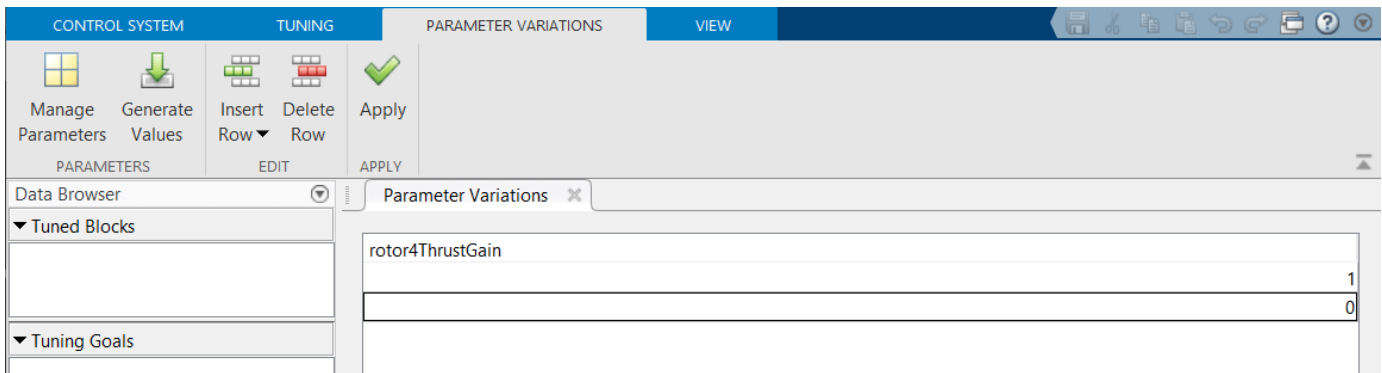 CONTROL SYSTEM TUNING PARAMETER VARIATIONS VIEW
Manage Parameters
Generate Values
Insert Row
Delete Row
Apply
PARAMETERS EDIT APPLY
Data Browser
Parameter Variations
Tuned Blocks
rotor4ThrustGain
1
0
Tuning Goals